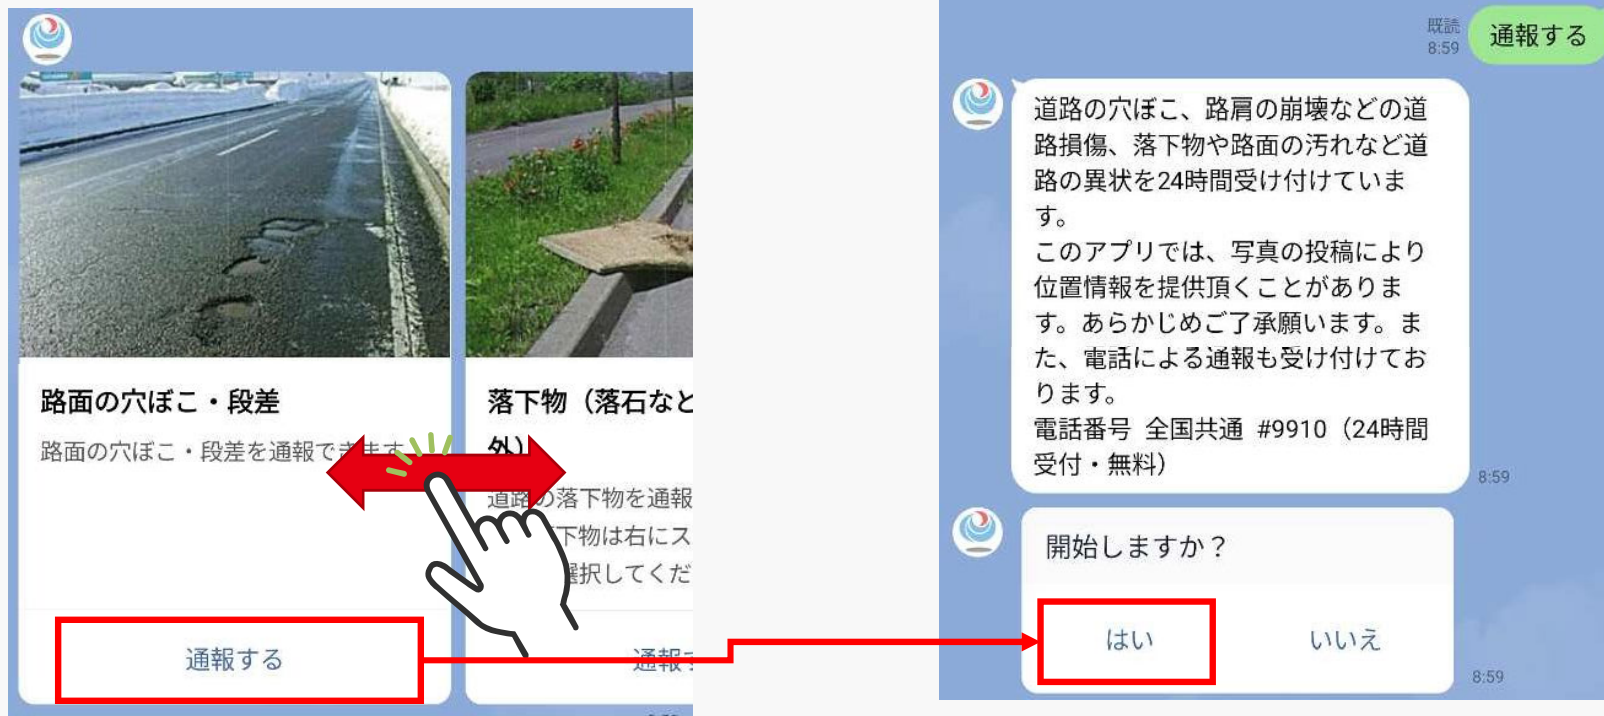 路面の穴ぼこ・段差
路面の穴ぼこ・段差を通報できます
通報する
落下物（落石など
外）
道路の落下物を通報
下物は右にス
選択してくだ
通報
既読
8:59
通報する
道路の穴ぼこ、路肩の崩壊などの道
路損傷、落下物や路面の汚れなど道
路の異状を24時間受け付けていま
す。
このアプリでは、写真の投稿により
位置情報を提供頂くことがありま
す。あらかじめご了承願います。ま
た、電話による通報も受け付けてお
ります。
電話番号 全国共通 #9910（24時間
受付・無料）
8:59
開始しますか？
はい
いいえ
8:59